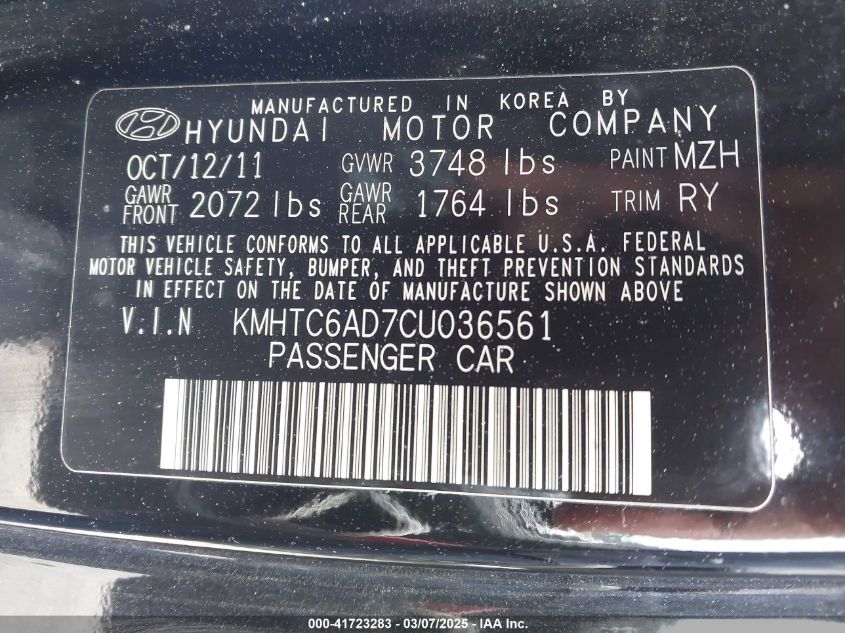 MANUFACTURED IN KOREA BY
HYUNDAI MOTOR COMPANY
OCT/12/11 GVWR 3748 lbs PAINT MZH
GAWR FRONT 2072 lbs GAWR REAR 1764 lbs TRIM RY
THIS VEHICLE CONFORMS TO ALL APPLICABLE U.S.A. FEDERAL
MOTOR VEHICLE SAFETY, BUMPER, AND THEFT PREVENTION STANDARDS
IN EFFECT ON THE DATE OF MANUFACTURE SHOWN ABOVE
V.I.N KMHTC6AD7CU036561
PASSENGER CAR
000-41723283 - 03/07/2025 - IAA Inc.